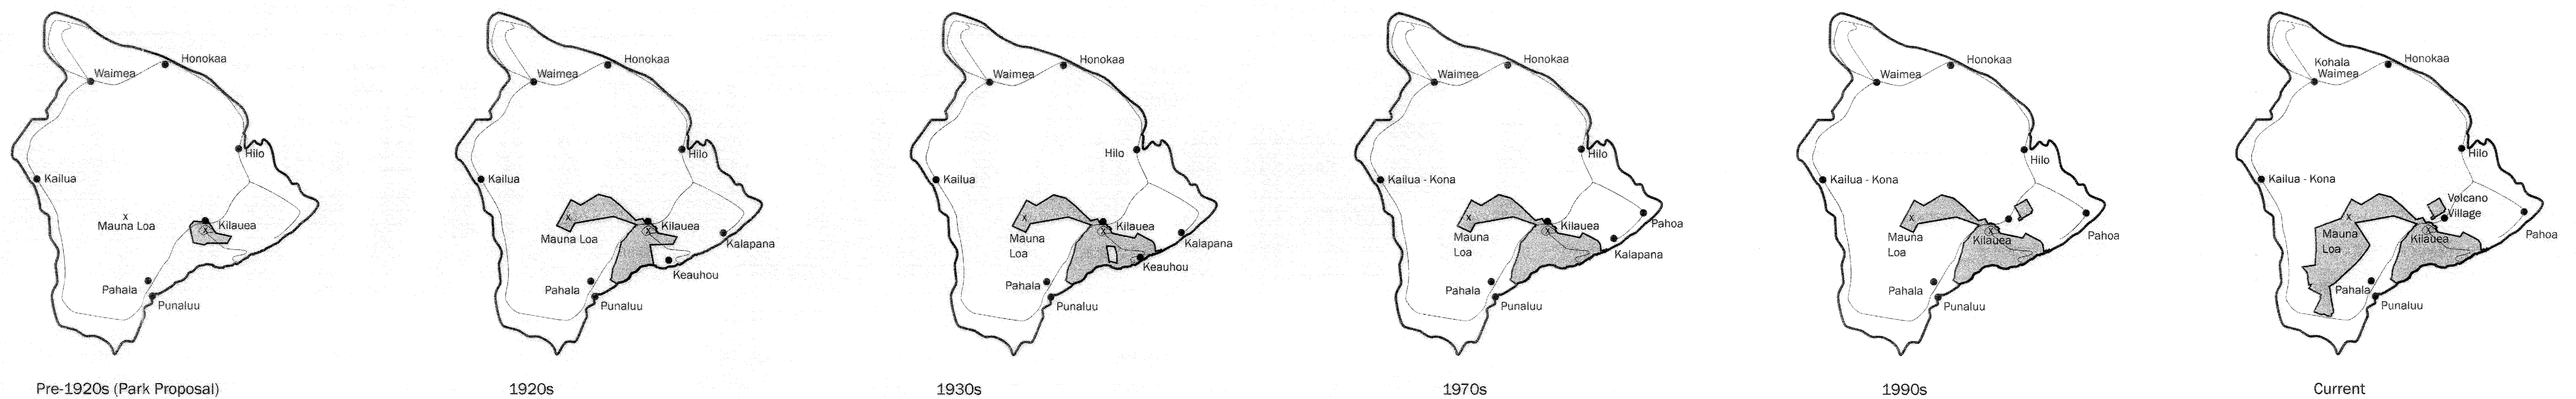 Honokaa
Waimea
Hilo
Kailua
x
Mauna Loa
Kilauea
x
Pahala
Punaluu
Pre-1920s (Park Proposal)
Honokaa
Waimea
Hilo
Kailua
x
Kilauea
x
Mauna Loa
Kalapana
Keauhou
Pahala
Punaluu
1920s
Honokaa
Waimea
Hilo
Kailua
x
Kilauea
x
Mauna
Loa
Kalapana
Keauhou
Pahala
Punaluu
1930s
Honokaa
Waimea
Hilo
Kailua - Kona
x
Pahoa
Kilauea
x
Mauna
Loa
Kalapana
Pahala
Punaluu
1970s
Honokaa
Waimea
Hilo
Kailua - Kona
x
x
Pahoa
Mauna
Loa
Kilauea
Pahala
Punaluu
1990s
Honokaa
Kohala
Waimea
Hilo
Kailua - Kona
Volcano
Village
x
x
Mauna
Loa
Kilauea
Pahoa
Pahala
Punaluu
Current